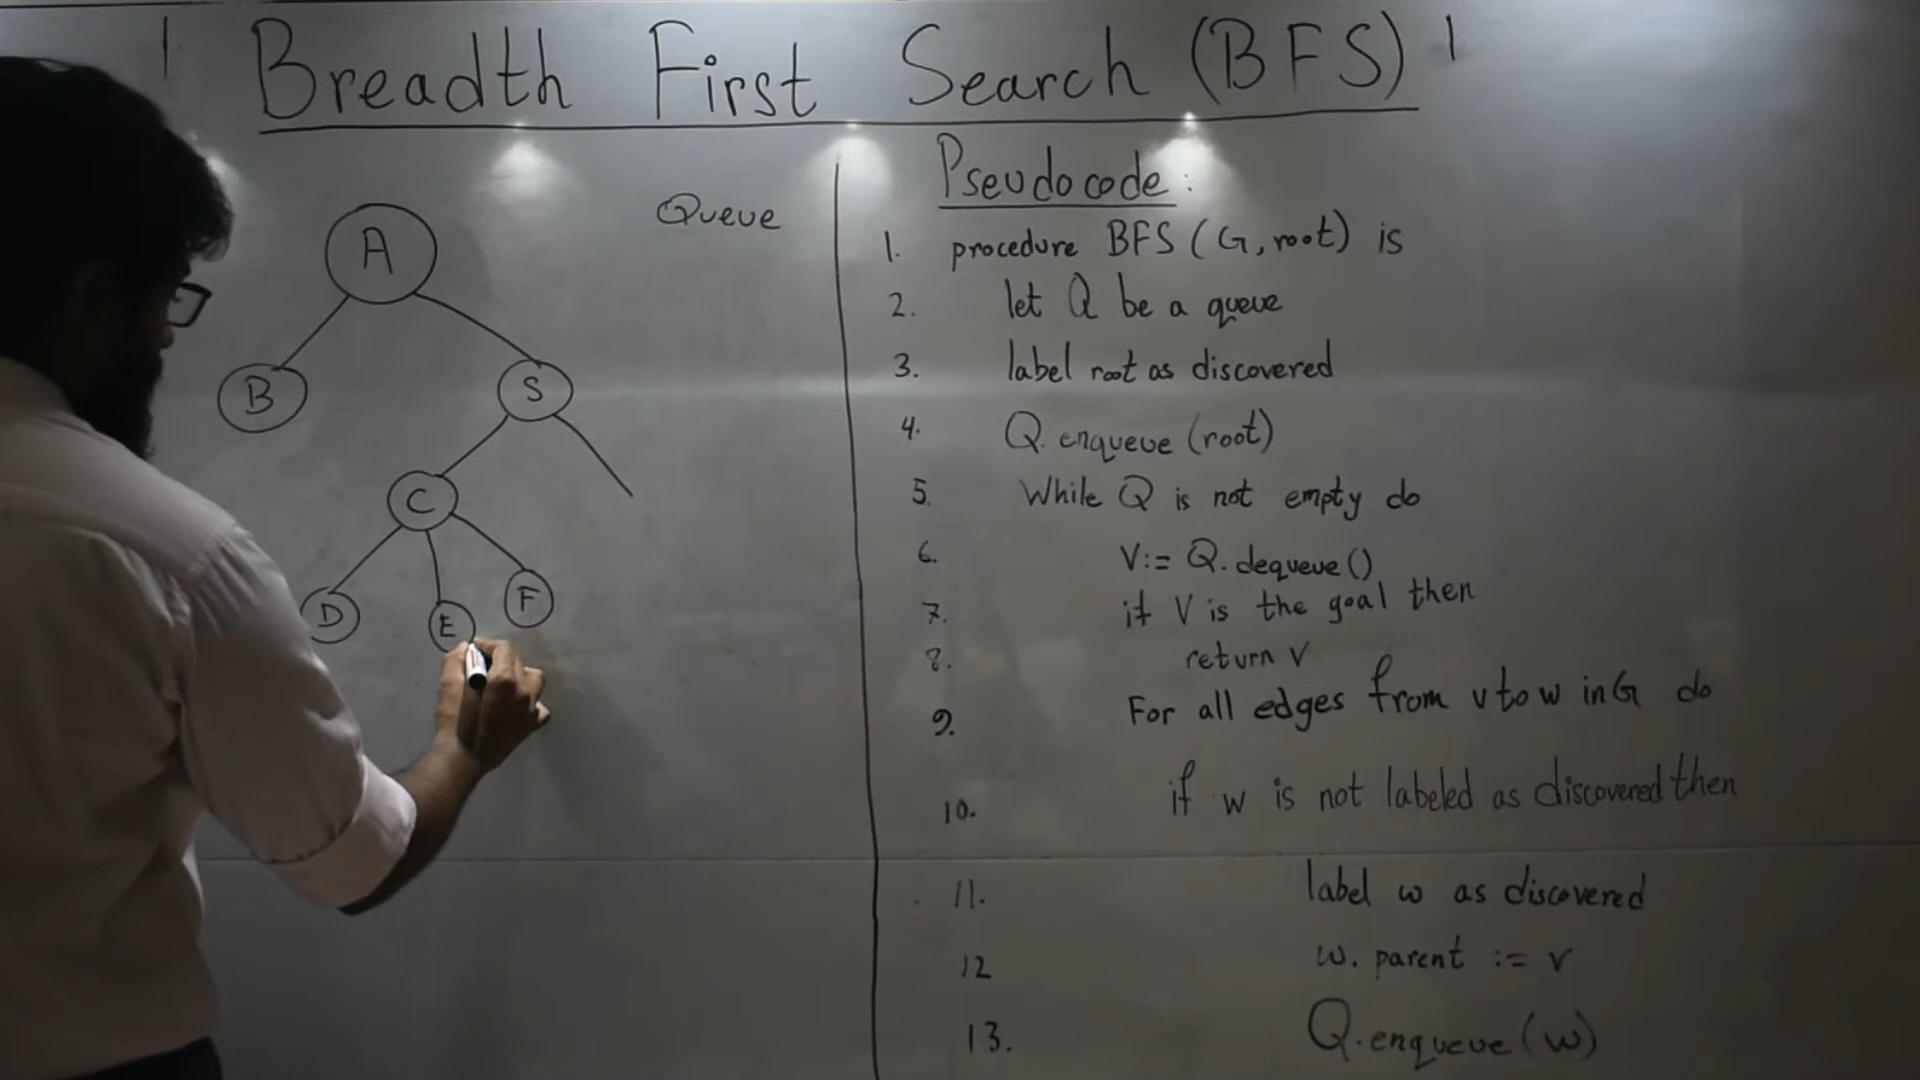 Breadth First Search (BFS)
Queue
A
B
S
C
D
E
F
Pseudocode:
1. procedure BFS (G, root) is
2. let Q be a queue
3. label root as discovered
4. Q. enqueue (root)
5. While Q is not empty do
6. V:= Q. dequeue()
7. if V is the goal then
8. return V
9. For all edges from v to w in G do
10. if w is not labeled as discovered then
11. label w as discovered
12 w. parent := v
13. Q. enqueue (w)